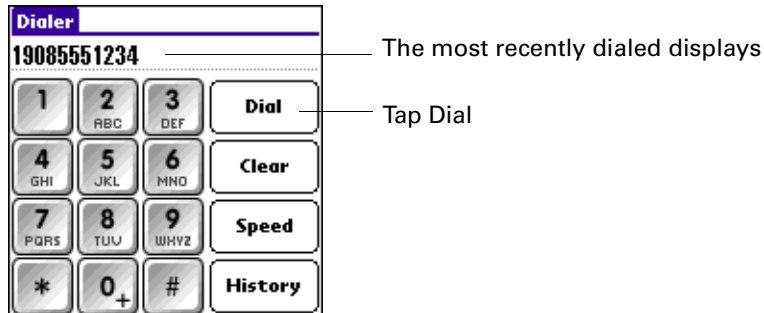 Dialer
19085551234
The most recently dialed displays
1
2
ABC
3
DEF
Dial
Tap Dial
4
GHI
5
JKL
6
MNO
Clear
7
PQRS
8
TUV
9
WXYZ
Speed
*
0+
#
History